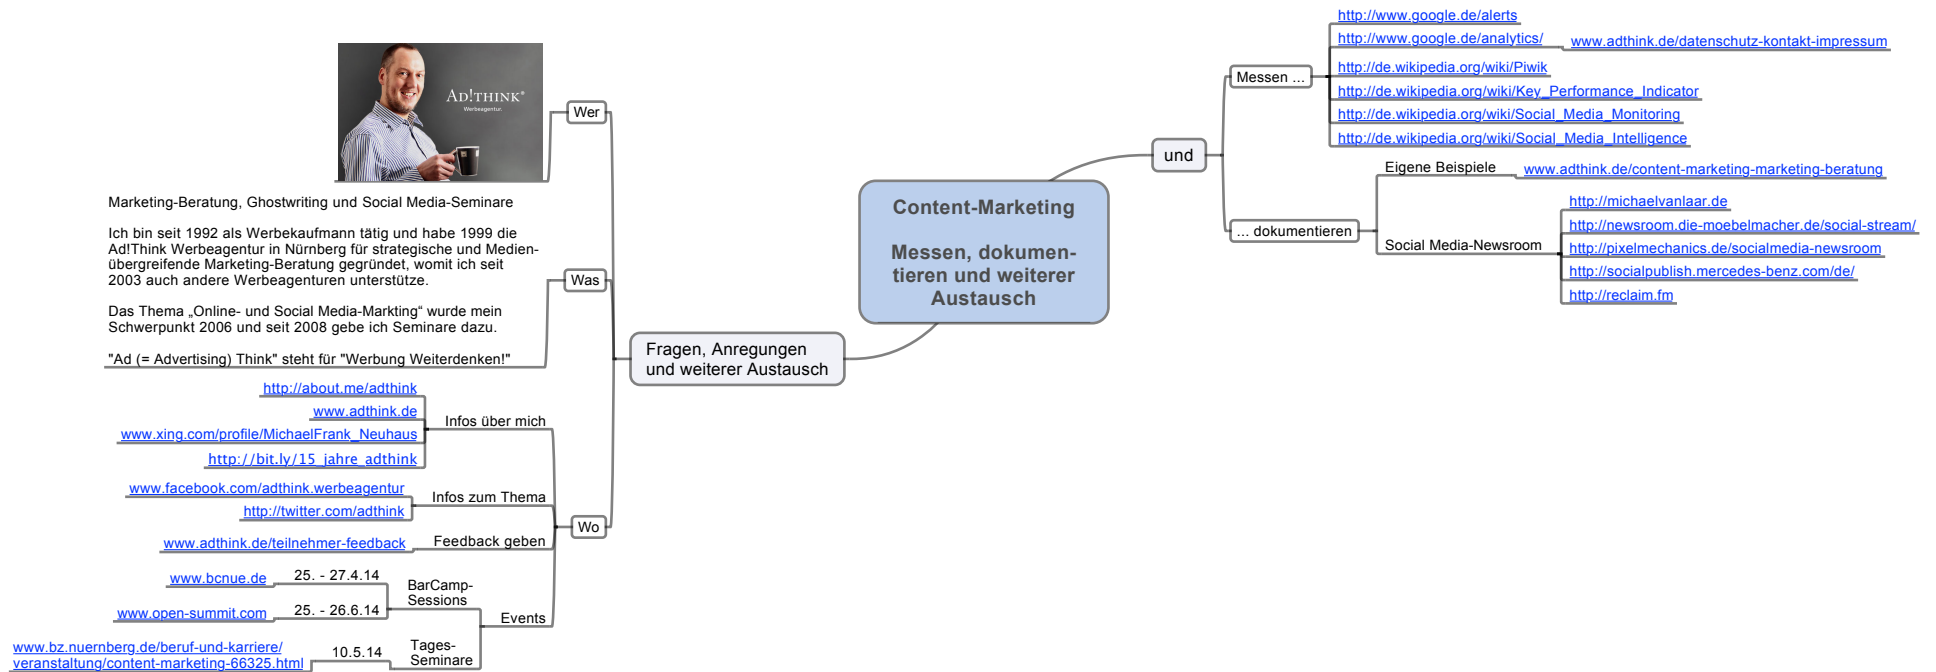 Content-Marketing
Messen, dokumen-
tieren und weiterer
Austausch
und
Messen ...
http://www.google.de/alerts
http://www.google.de/analytics/
www.adthink.de/datenschutz-kontakt-impressum
http://de.wikipedia.org/wiki/Piwik
http://de.wikipedia.org/wiki/Key_Performance_Indicator
http://de.wikipedia.org/wiki/Social_Media_Monitoring
http://de.wikipedia.org/wiki/Social_Media_Intelligence
... dokumentieren
Eigene Beispiele
www.adthink.de/content-marketing-marketing-beratung
Social Media-Newsroom
http://michaelvanlaar.de
http://newsroom.die-moebelmacher.de/social-stream/
http://pixelmechanics.de/socialmedia-newsroom
http://socialpublish.mercedes-benz.com/de/
http://reclaim.fm
Fragen, Anregungen
und weiterer Austausch
Wer
AD!THINK®
Werbeagentur.
Was
Marketing-Beratung, Ghostwriting und Social Media-Seminare
Ich bin seit 1992 als Werbekaufmann tätig und habe 1999 die
Ad!Think Werbeagentur in Nürnberg für strategische und Medien-
übergreifende Marketing-Beratung gegründet, womit ich seit
2003 auch andere Werbeagenturen unterstütze.
Das Thema „Online- und Social Media-Markting“ wurde mein
Schwerpunkt 2006 und seit 2008 gebe ich Seminare dazu.
"Ad (= Advertising) Think" steht für "Werbung Weiterdenken!"
Wo
Infos über mich
http://about.me/adthink
www.adthink.de
www.xing.com/profile/MichaelFrank_Neuhaus
http://bit.ly/15_jahre_adthink
Infos zum Thema
www.facebook.com/adthink.werbeagentur
http://twitter.com/adthink
Feedback geben
www.adthink.de/teilnehmer-feedback
Events
BarCamp-
Sessions
25. - 27.4.14
www.bcnue.de
25. - 26.6.14
www.open-summit.com
Tages-
Seminare
10.5.14
www.bz.nuernberg.de/beruf-und-karriere/
veranstaltung/content-marketing-66325.html